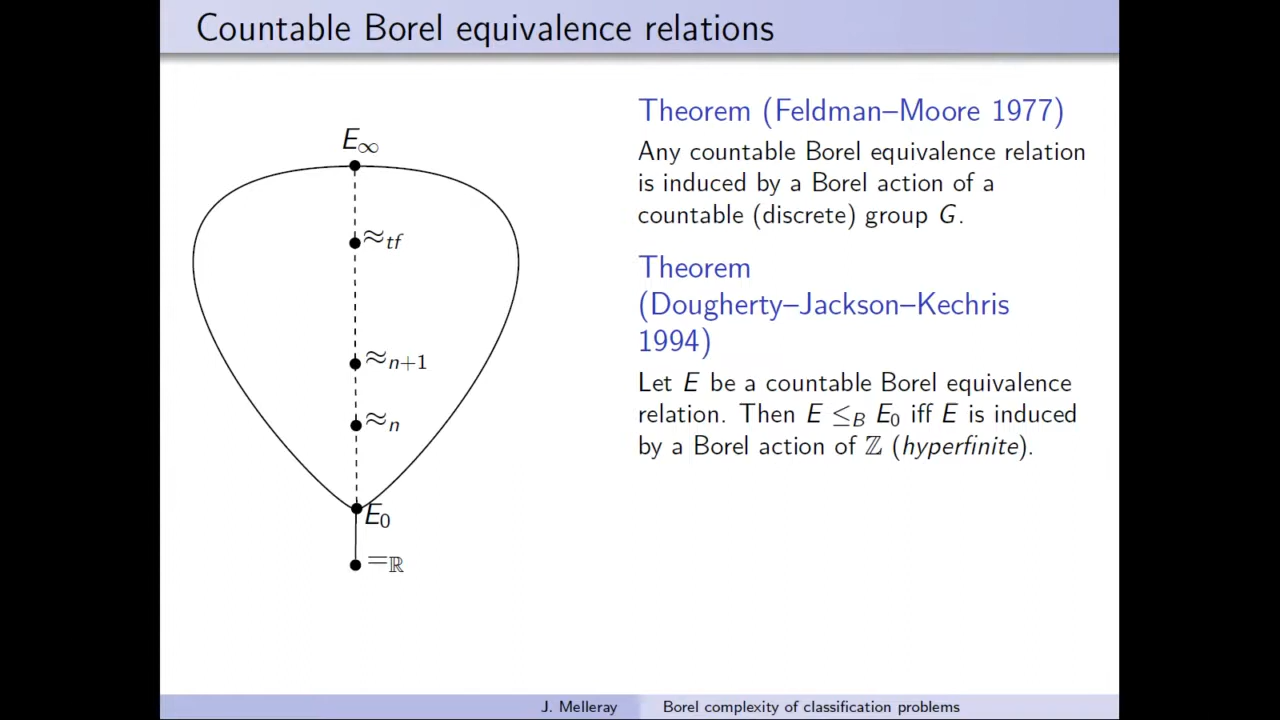 Countable Borel equivalence relations
E∞
≈tf
≈n+1
≈n
E0
=ℝ
Theorem (Feldman–Moore 1977)
Any countable Borel equivalence relation
is induced by a Borel action of a
countable (discrete) group G.
Theorem
(Dougherty–Jackson–Kechris
1994)
Let E be a countable Borel equivalence
relation. Then E ≤B E0 iff E is induced
by a Borel action of ℤ (hyperfinite).
J. Melleray
Borel complexity of classification problems